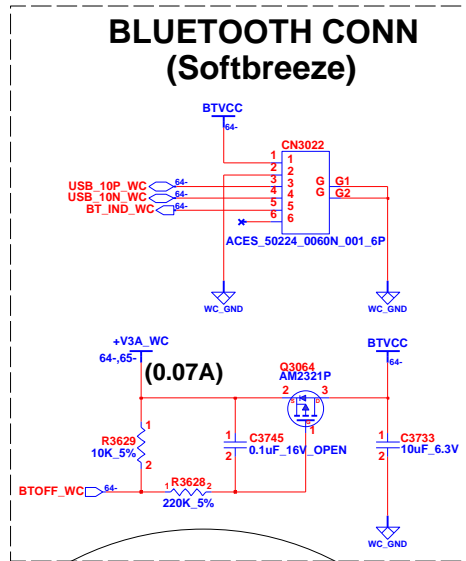 BLUETOOTH CONN
(Softbreeze)
BTVCC
64-
CN3022
1 1
2 2
USB_10P_WC 64- 3 3 G G1
USB_10N_WC 64- 4 4 G G2
BT_IND_WC 64- 5 5
6 6
ACES_50224_0060N_001_6P
WC_GND WC_GND
+V3A_WC
64-,65-
(0.07A)
Q3064
AM2321P
BTVCC
64-
2 S D 3
G
1
R3629
10K_5%
1
2
C3745
0.1uF_16V_OPEN
1
2
C3733
10uF_6.3V
1
2
BTOFF_WC 64-
R3628
1 2
220K_5%
WC_GND